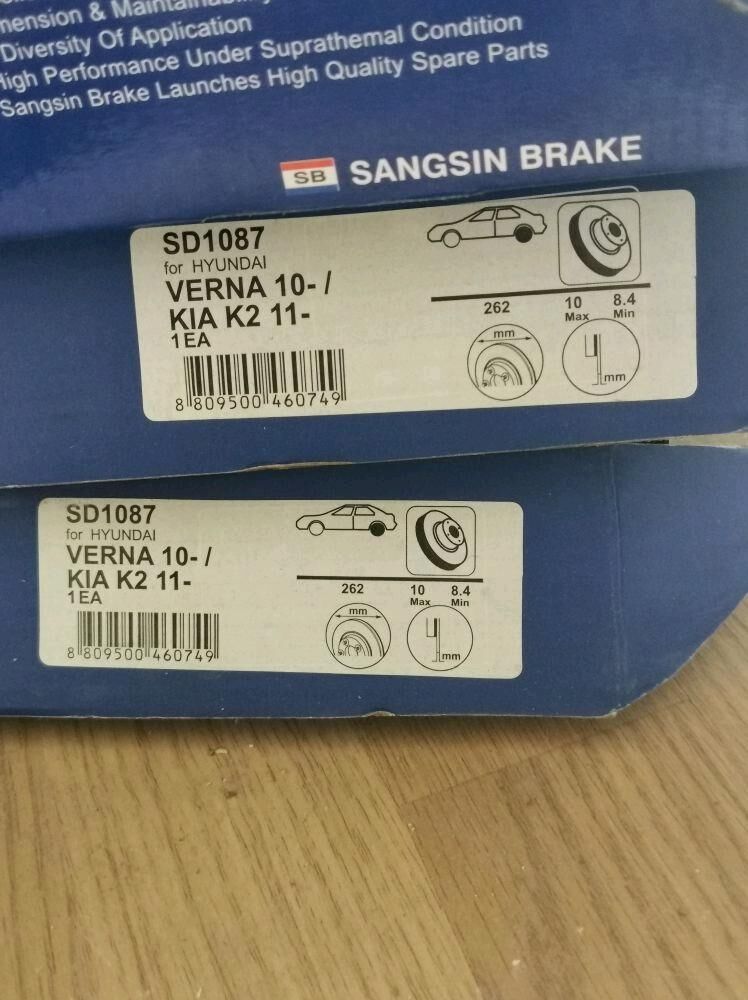 & Maintainability
Diversity Of Application
High Performance Under Suprathemal Condition
Sangsin Brake Launches High Quality Spare Parts
SB SANGSIN BRAKE
SD1087
for HYUNDAI
VERNA 10- /
KIA K2 11-
1EA
8 809500 460749
262
10 Max
8.4 Min
mm
mm
SD1087
for HYUNDAI
VERNA 10- /
KIA K2 11-
1EA
8 809500 460749
262
10 Max
8.4 Min
mm
mm